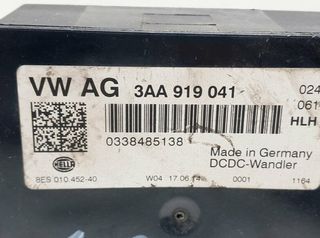 VW AG 3AA 919 041 024
061
HLH
0338485138
Made in Germany
DCDC-Wandler
HELLA
8ES 010.452-40 W04 17.06.14 0001 1164